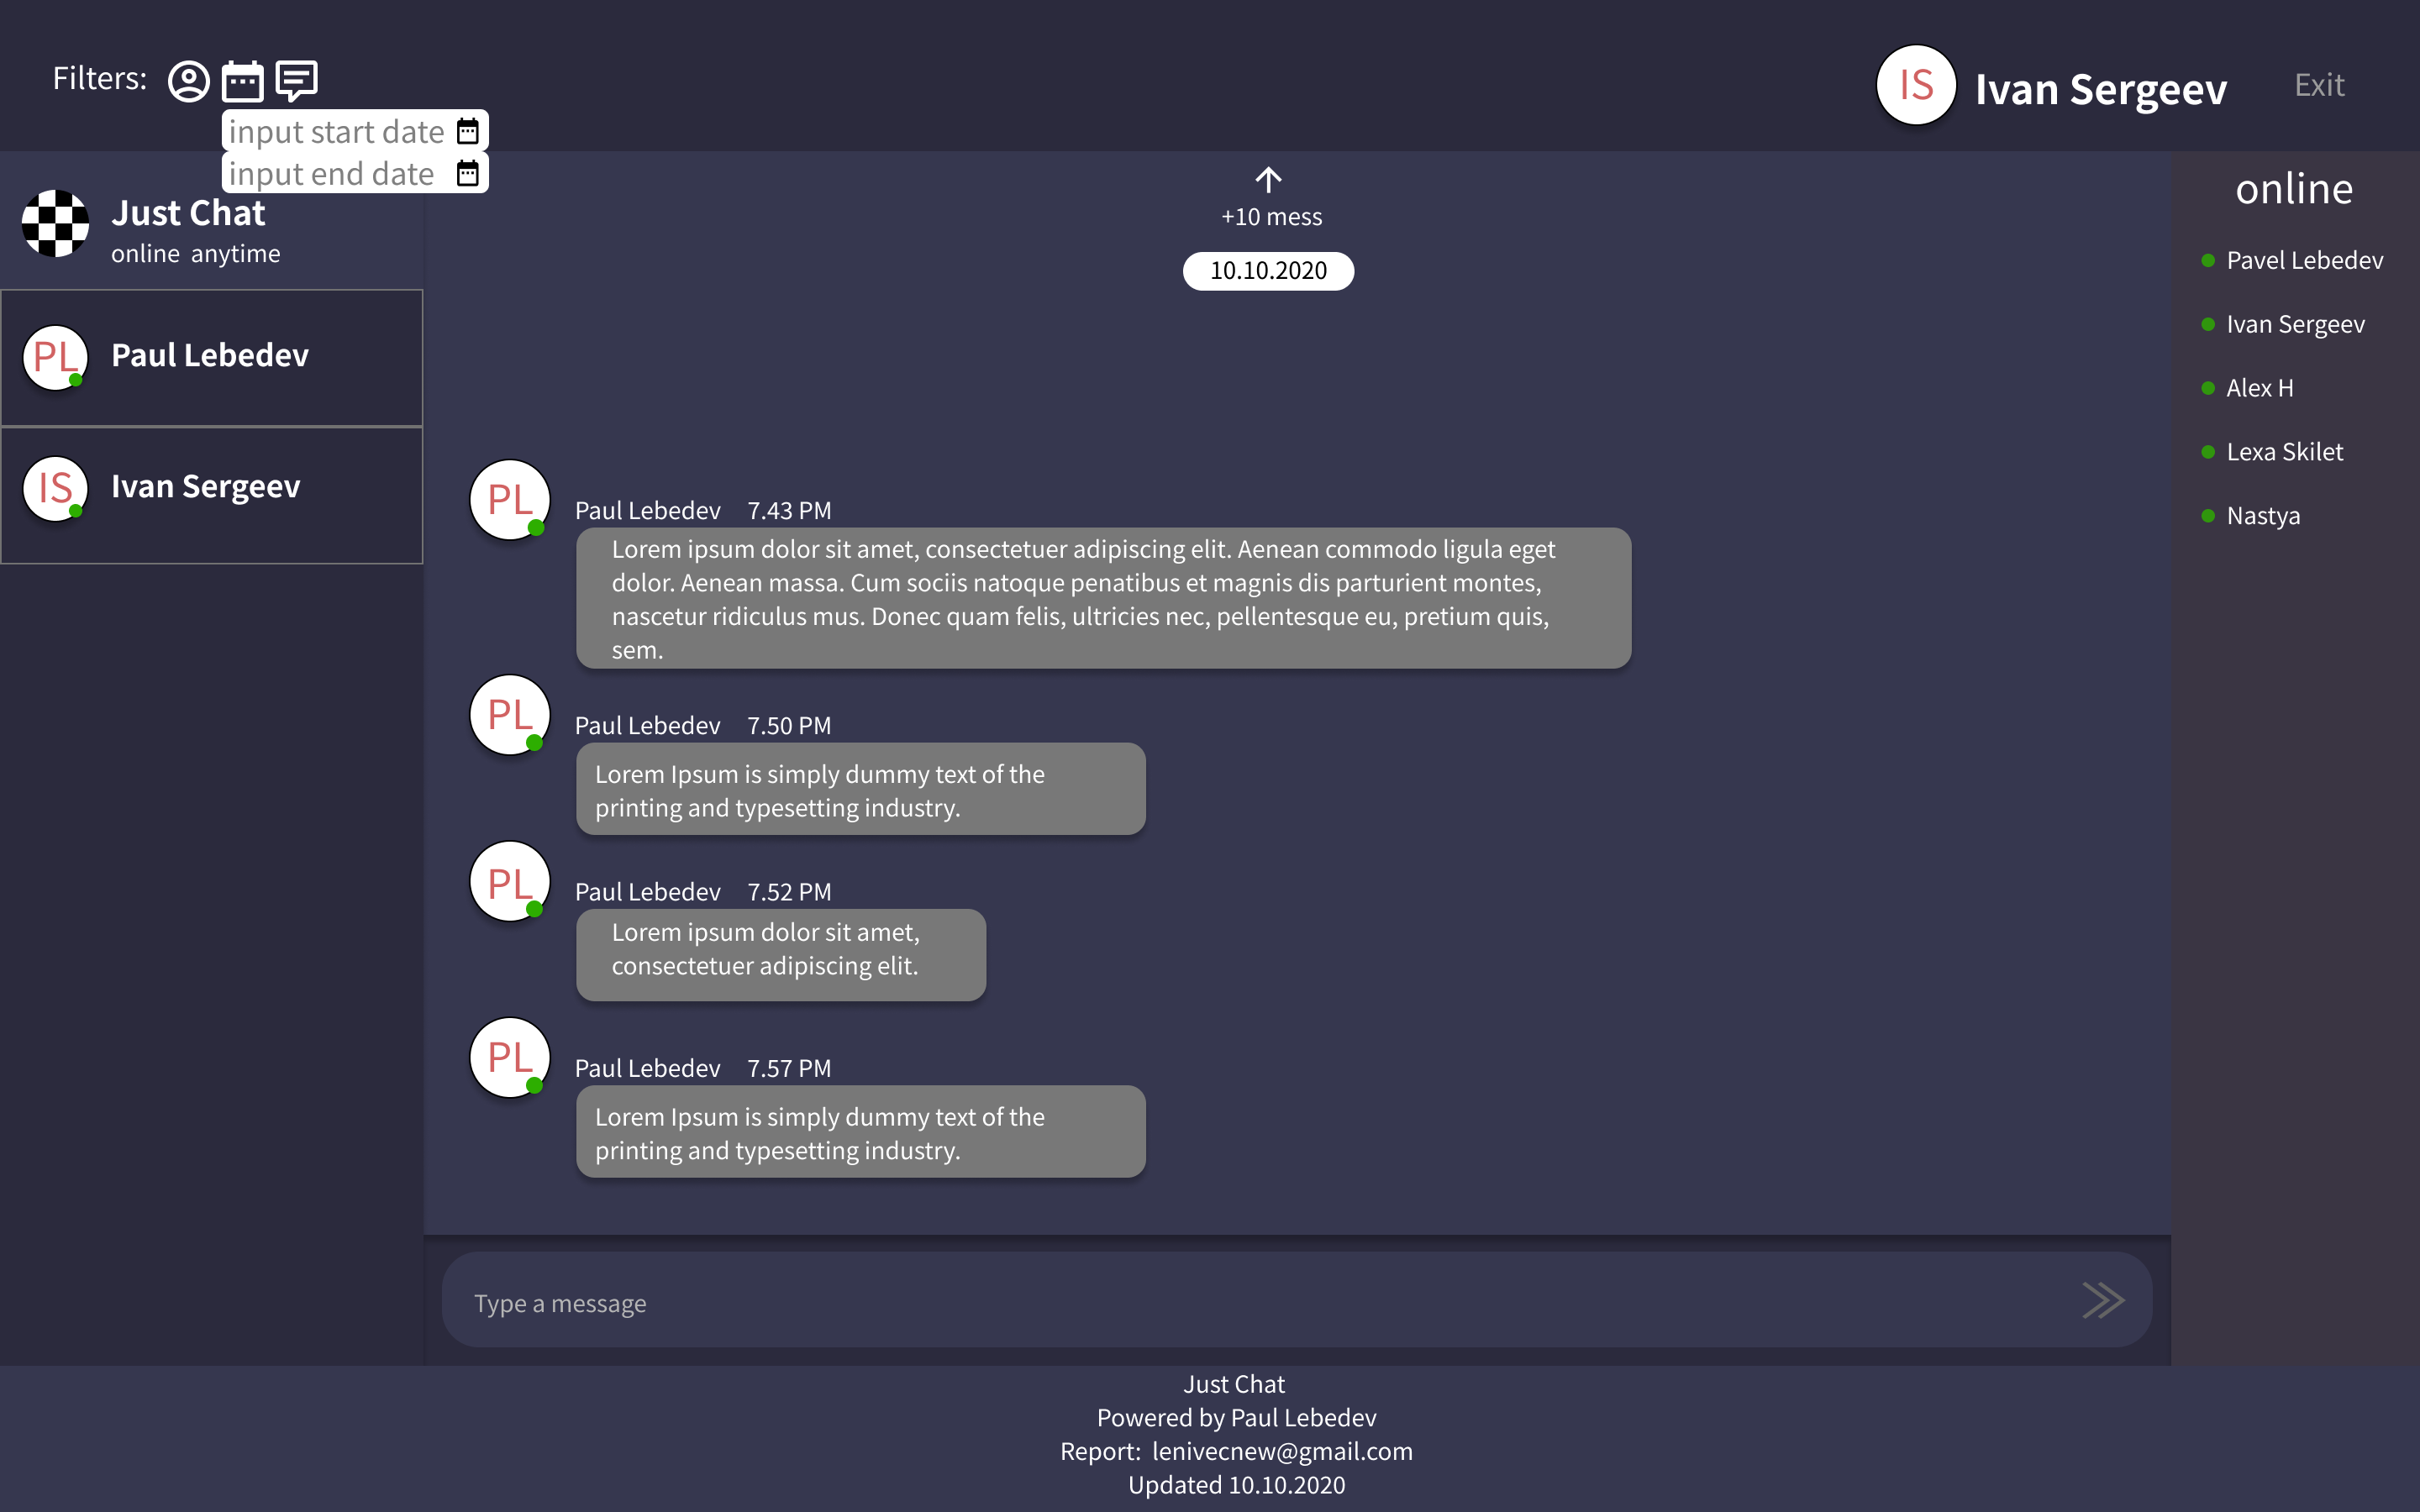 Filters:
input start date
input end date
IS
Ivan Sergeev
Exit
Just Chat
online anytime
PL
Paul Lebedev
IS
Ivan Sergeev
+10 mess
10.10.2020
PL
Paul Lebedev 7.43 PM
Lorem ipsum dolor sit amet, consectetuer adipiscing elit. Aenean commodo ligula eget
dolor. Aenean massa. Cum sociis natoque penatibus et magnis dis parturient montes,
nascetur ridiculus mus. Donec quam felis, ultricies nec, pellentesque eu, pretium quis,
sem.
PL
Paul Lebedev 7.50 PM
Lorem Ipsum is simply dummy text of the
printing and typesetting industry.
PL
Paul Lebedev 7.52 PM
Lorem ipsum dolor sit amet,
consectetuer adipiscing elit.
PL
Paul Lebedev 7.57 PM
Lorem Ipsum is simply dummy text of the
printing and typesetting industry.
Type a message
online
Pavel Lebedev
Ivan Sergeev
Alex H
Lexa Skilet
Nastya
Just Chat
Powered by Paul Lebedev
Report: lenivecnew@gmail.com
Updated 10.10.2020